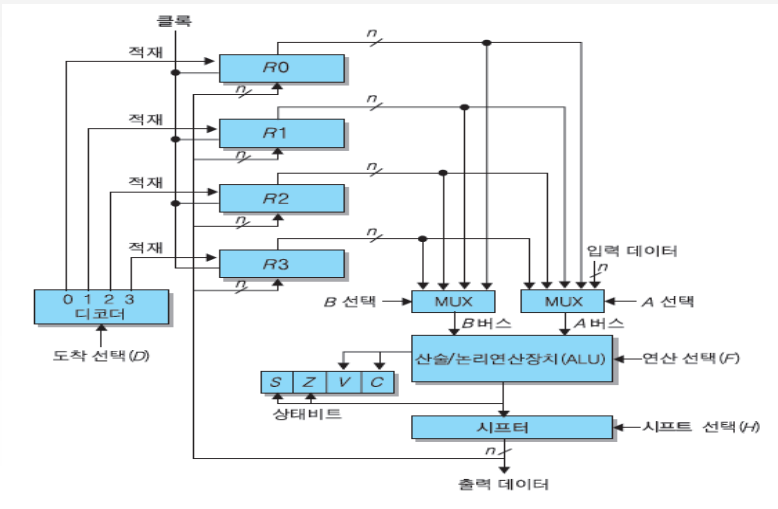 클록
적재
n
R0
n
적재
n
R1
n
적재
n
R2
n
적재
n
R3
n
입력 데이터
n
0 1 2 3
디코더
도착 선택(D)
B 선택
MUX
MUX
A 선택
B버스
A버스
산술/논리연산장치(ALU)
연산 선택(F)
S Z V C
상태비트
시프터
시프트 선택(H)
n
출력 데이터